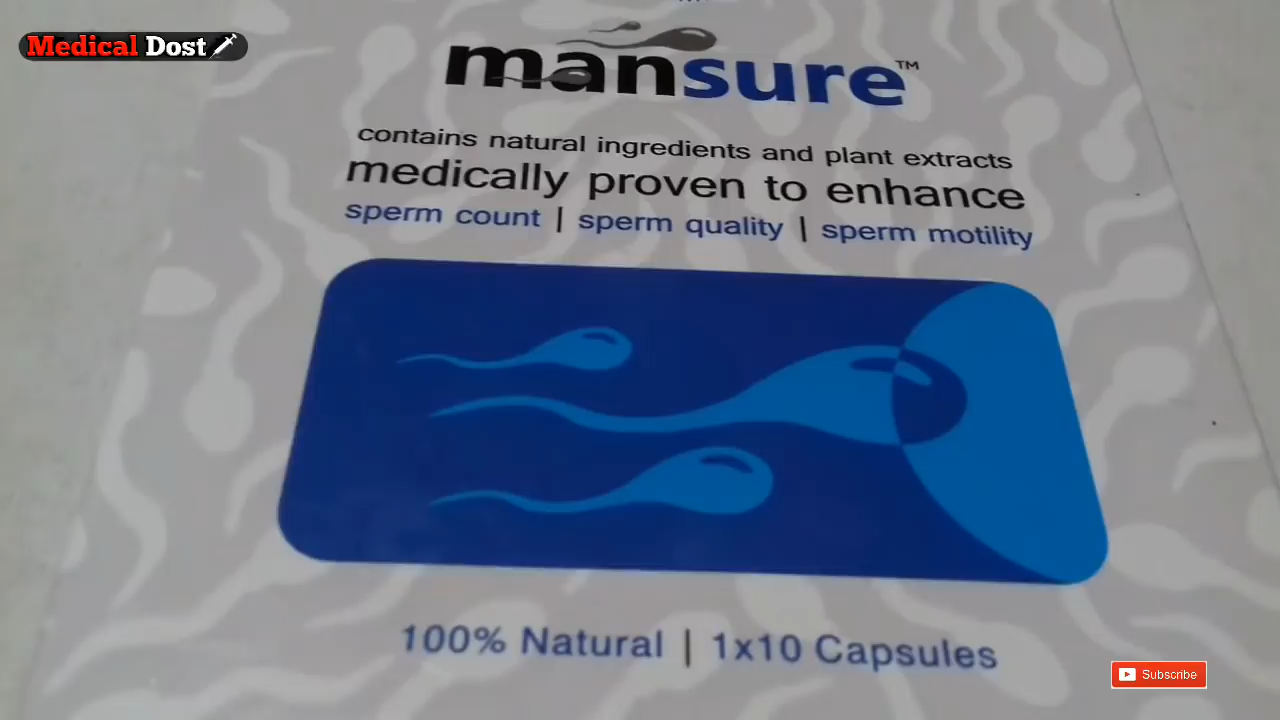 Medical Dost
mansure™
contains natural ingredients and plant extracts
medically proven to enhance
sperm count | sperm quality | sperm motility
100% Natural | 1x10 Capsules
Subscribe